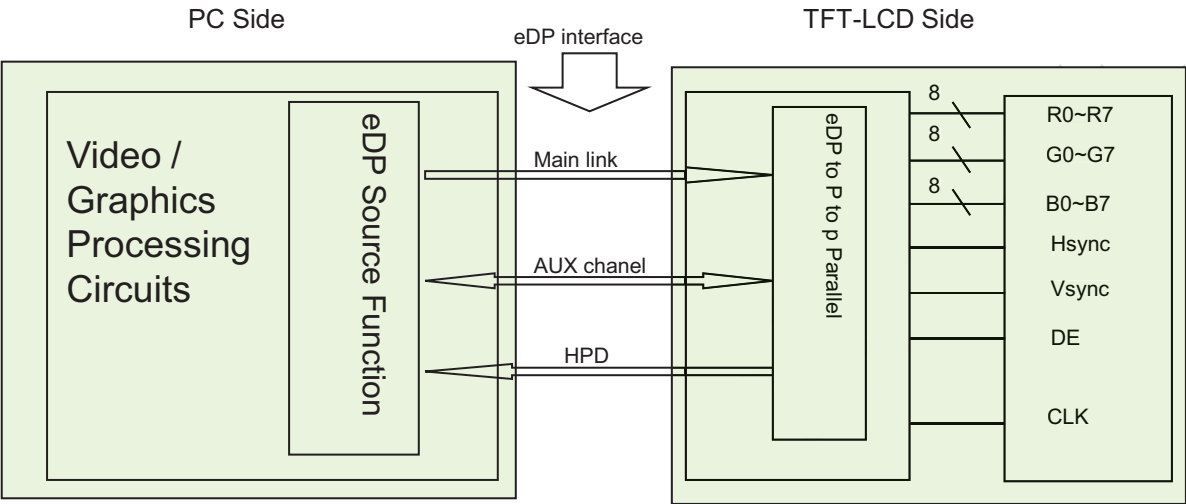 PC Side
TFT-LCD Side
eDP interface
Video /
Graphics
Processing
Circuits
eDP Source Function
Main link
AUX chanel
HPD
eDP to P to p Parallel
8
R0~R7
8
G0~G7
8
B0~B7
Hsync
Vsync
DE
CLK